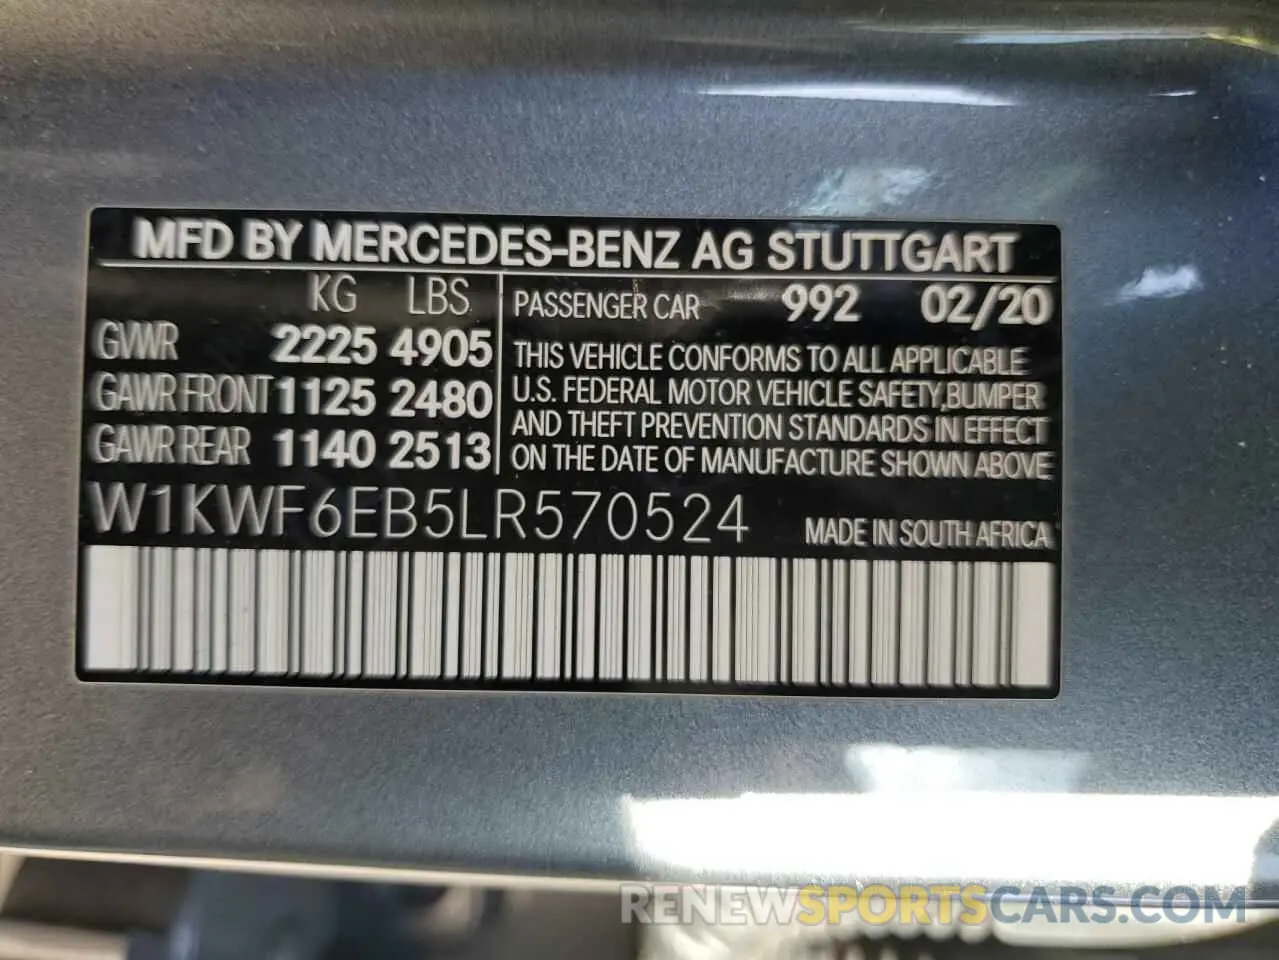 MFD BY MERCEDES-BENZ AG STUTTGART
KG LBS
GVWR 2225 4905
GAWR FRONT 1125 2480
GAWR REAR 1140 2513
PASSENGER CAR 992 02/20
THIS VEHICLE CONFORMS TO ALL APPLICABLE
U.S. FEDERAL MOTOR VEHICLE SAFETY,BUMPER
AND THEFT PREVENTION STANDARDS IN EFFECT
ON THE DATE OF MANUFACTURE SHOWN ABOVE
W1KWF6EB5LR570524 MADE IN SOUTH AFRICA
RENEWSPORTSCARS.COM